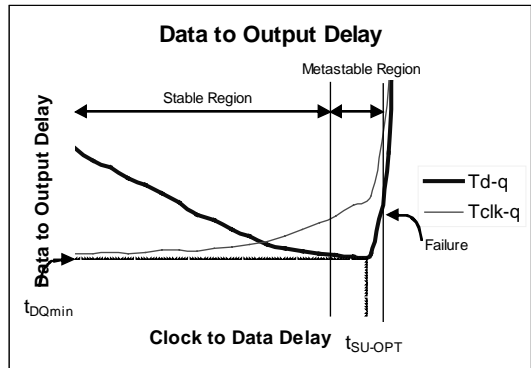 Data to Output Delay
Metastable Region
Stable Region
Data to Output Delay
Td-q
Tclk-q
Failure
tDQmin
Clock to Data Delay
tSU-OPT